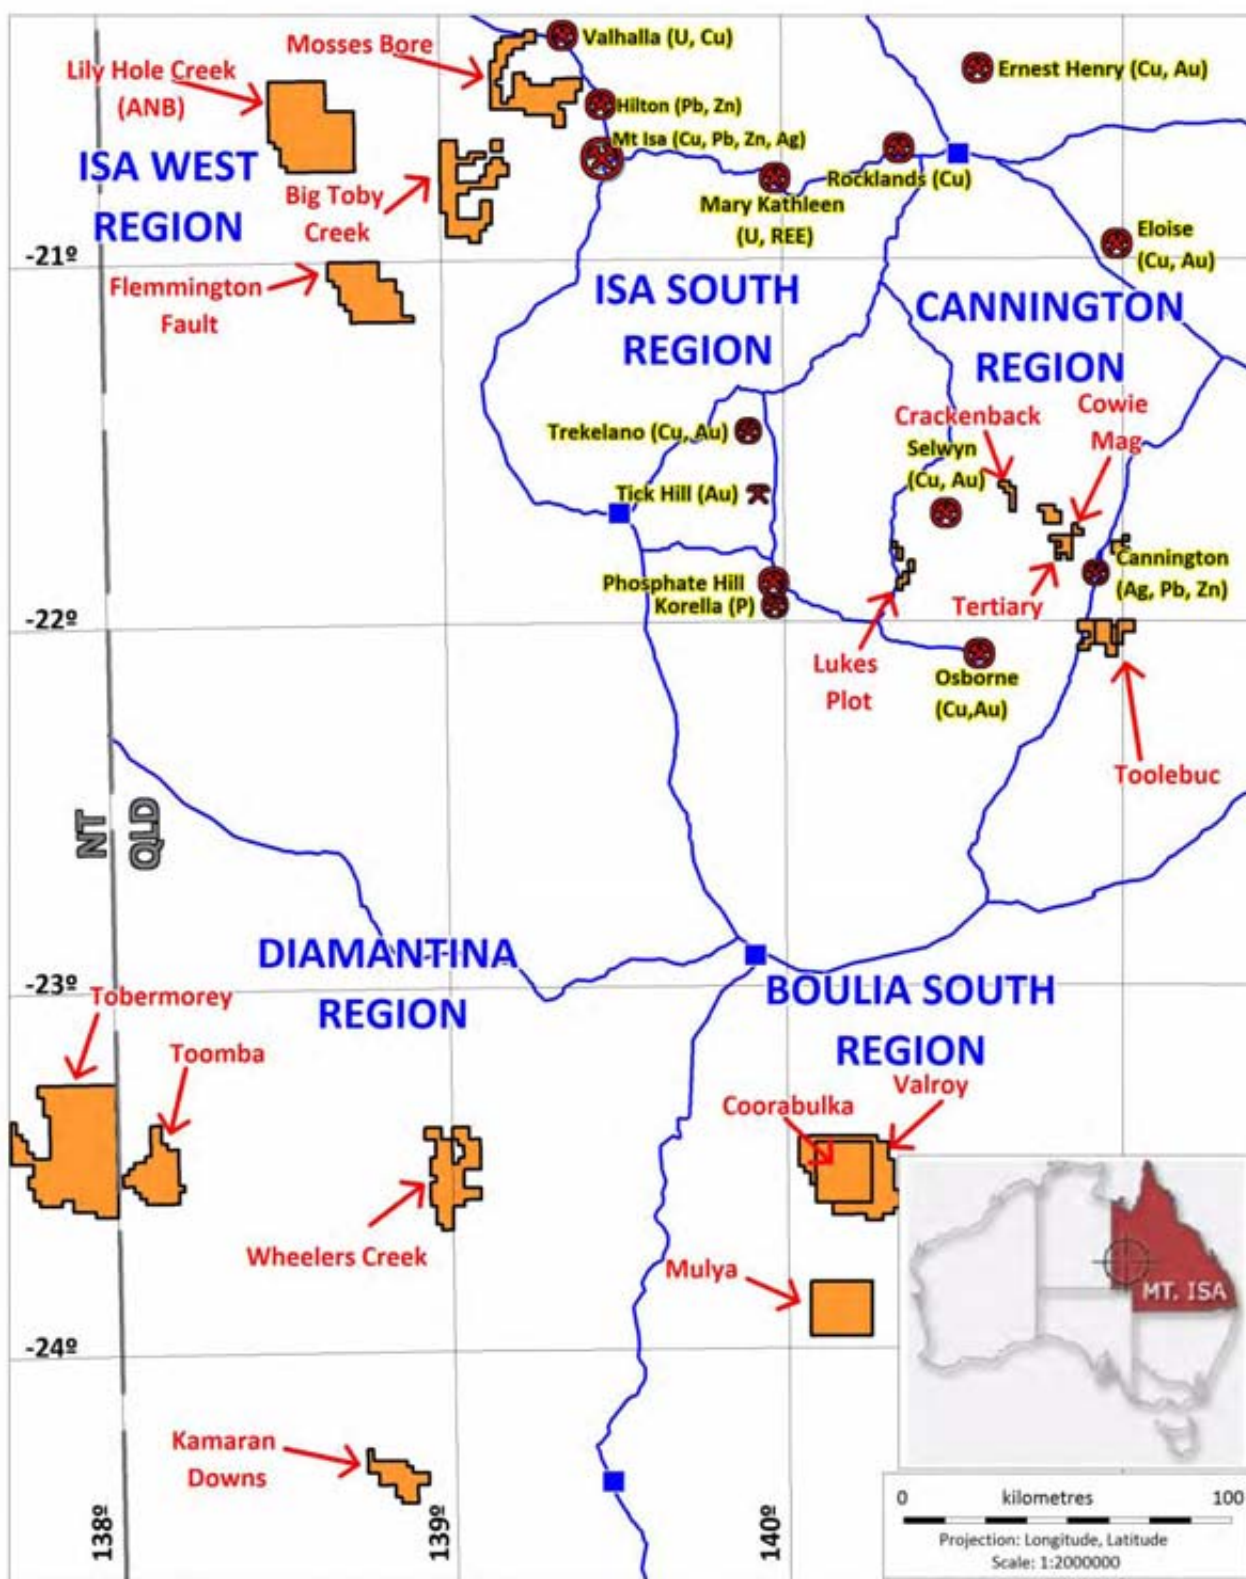 Mosses Bore
Valhalla (U, Cu)
Ernest Henry (Cu, Au)
Lily Hole Creek
(ANB)
Hilton (Pb, Zn)
Mt Isa (Cu, Pb, Zn, Ag)
ISA WEST
REGION
Rocklands (Cu)
Big Toby
Creek
Mary Kathleen
(U, REE)
Eloise
(Cu, Au)
-21º
Flemmington
Fault
ISA SOUTH
REGION
CANNINGTON
REGION
Crackenback
Cowie
Mag
Trekelano (Cu, Au)
Selwyn
(Cu, Au)
Tick Hill (Au)
Cannington
(Ag, Pb, Zn)
Phosphate Hill
Korella (P)
Tertiary
-22º
Lukes
Plot
Osborne
(Cu,Au)
Toolebuc
NT
QLD
DIAMANTINA
REGION
-23º
BOULIA SOUTH
REGION
Tobermorey
Toomba
Valroy
Coorabulka
Wheelers Creek
Mulya
MT. ISA
-24º
Kamaran
Downs
138º
139º
140º
0 kilometres 100
Projection: Longitude, Latitude
Scale: 1:2000000